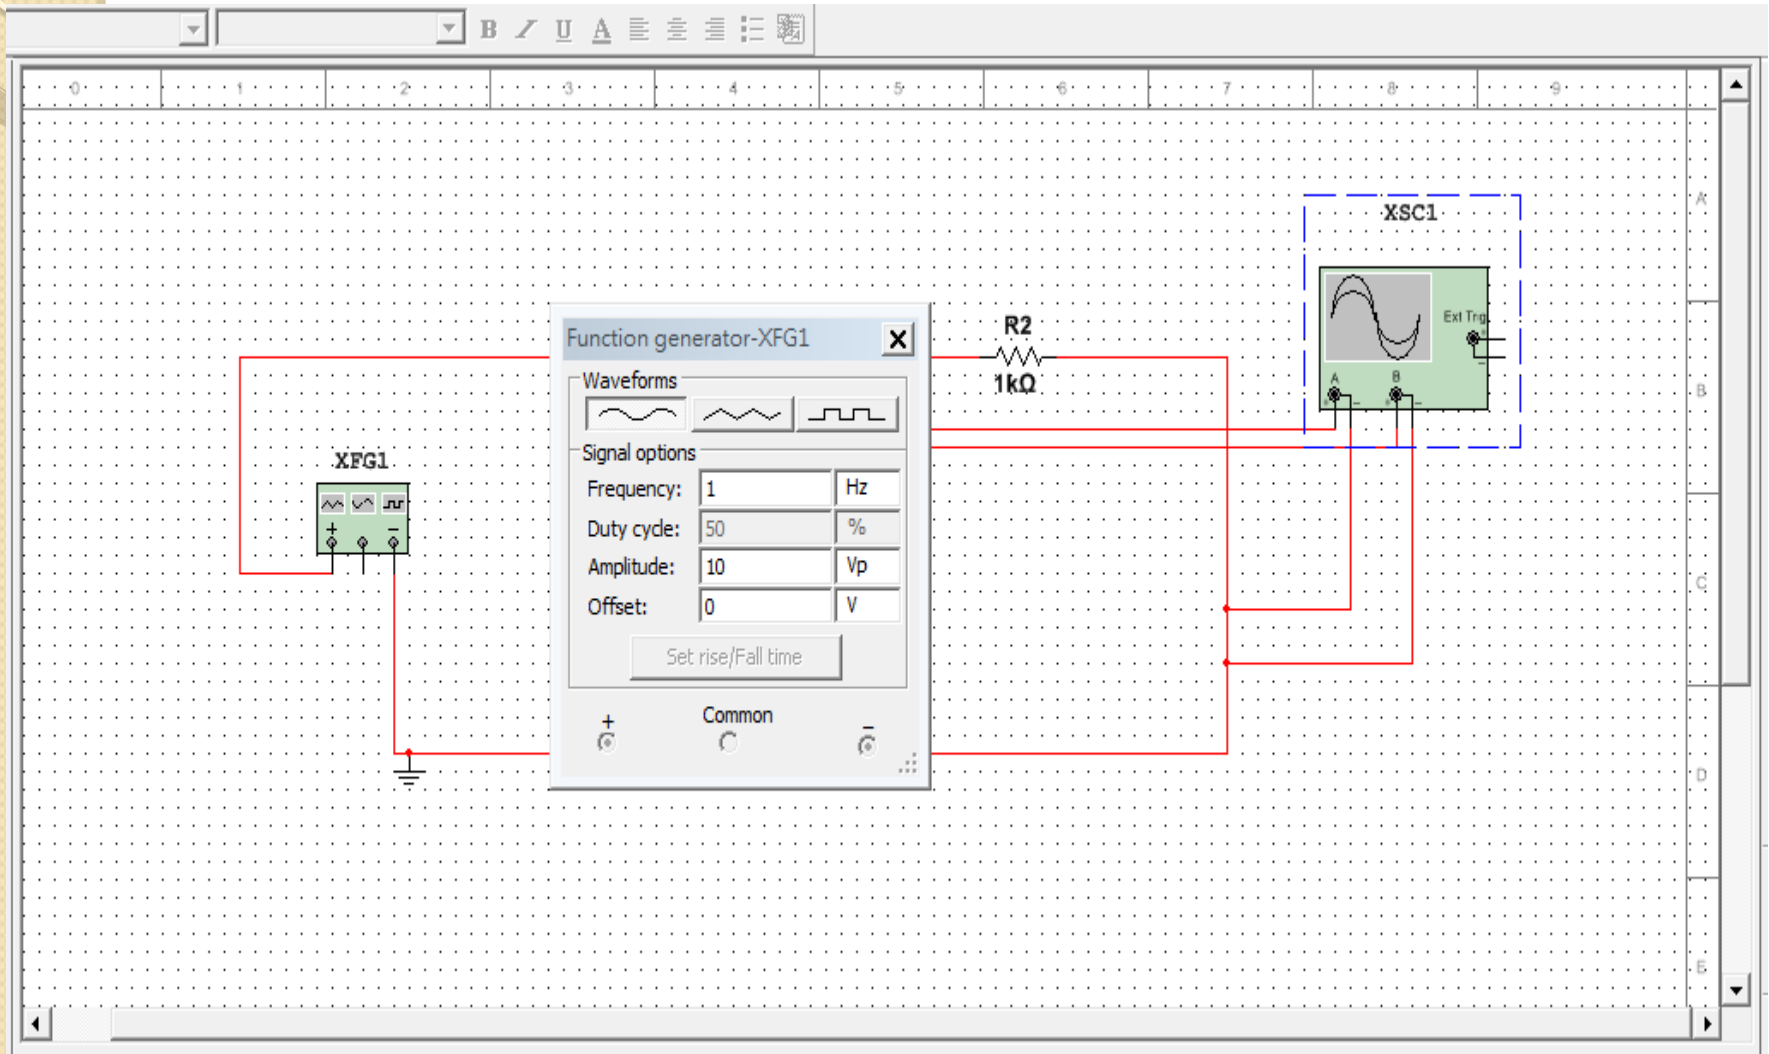 B I U A
0 1 2 3 4 5 6 7 8 9
A
XSC1
Ext Trig
Function generator-XFG1
R2
Waveforms
1kΩ
A B
B
Signal options
XFG1
Frequency: 1 Hz
Duty cycle: 50 %
+ −
Amplitude: 10 Vp
C
Offset: 0 V
Set rise/Fall time
+ Common −
D
E